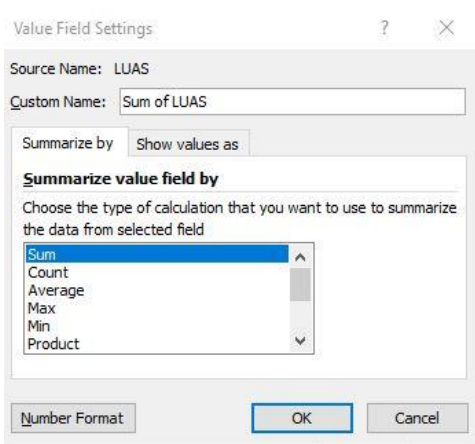 Value Field Settings ?
Source Name: LUAS
Custom Name: Sum of LUAS
Summarize by Show values as
Summarize value field by
Choose the type of calculation that you want to use to summarize
the data from selected field
Sum
Count
Average
Max
Min
Product
Number Format OK Cancel